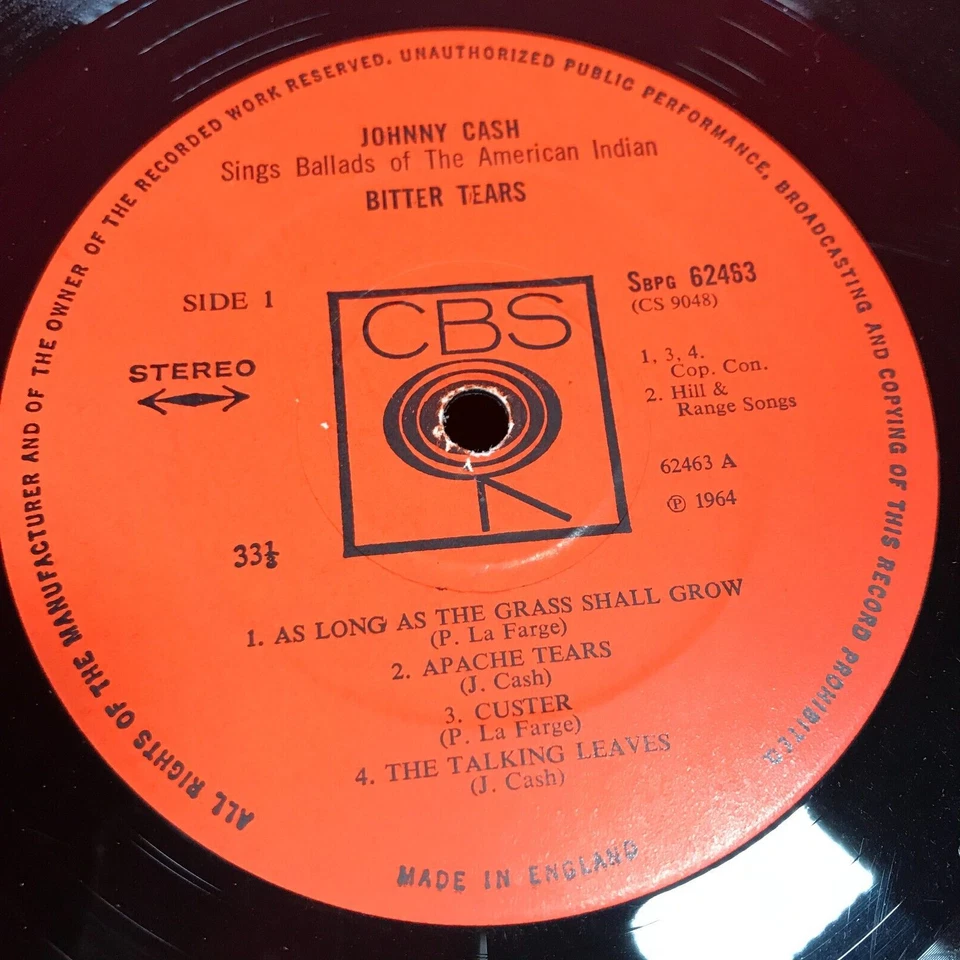 ALL RIGHTS OF THE MANUFACTURER AND OF THE OWNER OF THE RECORDED WORK RESERVED. UNAUTHORIZED PUBLIC PERFORMANCE, BROADCASTING AND COPYING OF THIS RECORD PROHIBITED
JOHNNY CASH
Sings Ballads of The American Indian
BITTER TEARS
SIDE 1
STEREO
CBS
SBPG 62463
(CS 9048)
1, 3, 4.
Cop. Con.
2. Hill &
Range Songs
62463 A
Ⓟ 1964
33⅓
1. AS LONG AS THE GRASS SHALL GROW
(P. La Farge)
2. APACHE TEARS
(J. Cash)
3. CUSTER
(P. La Farge)
4. THE TALKING LEAVES
(J. Cash)
MADE IN ENGLAND